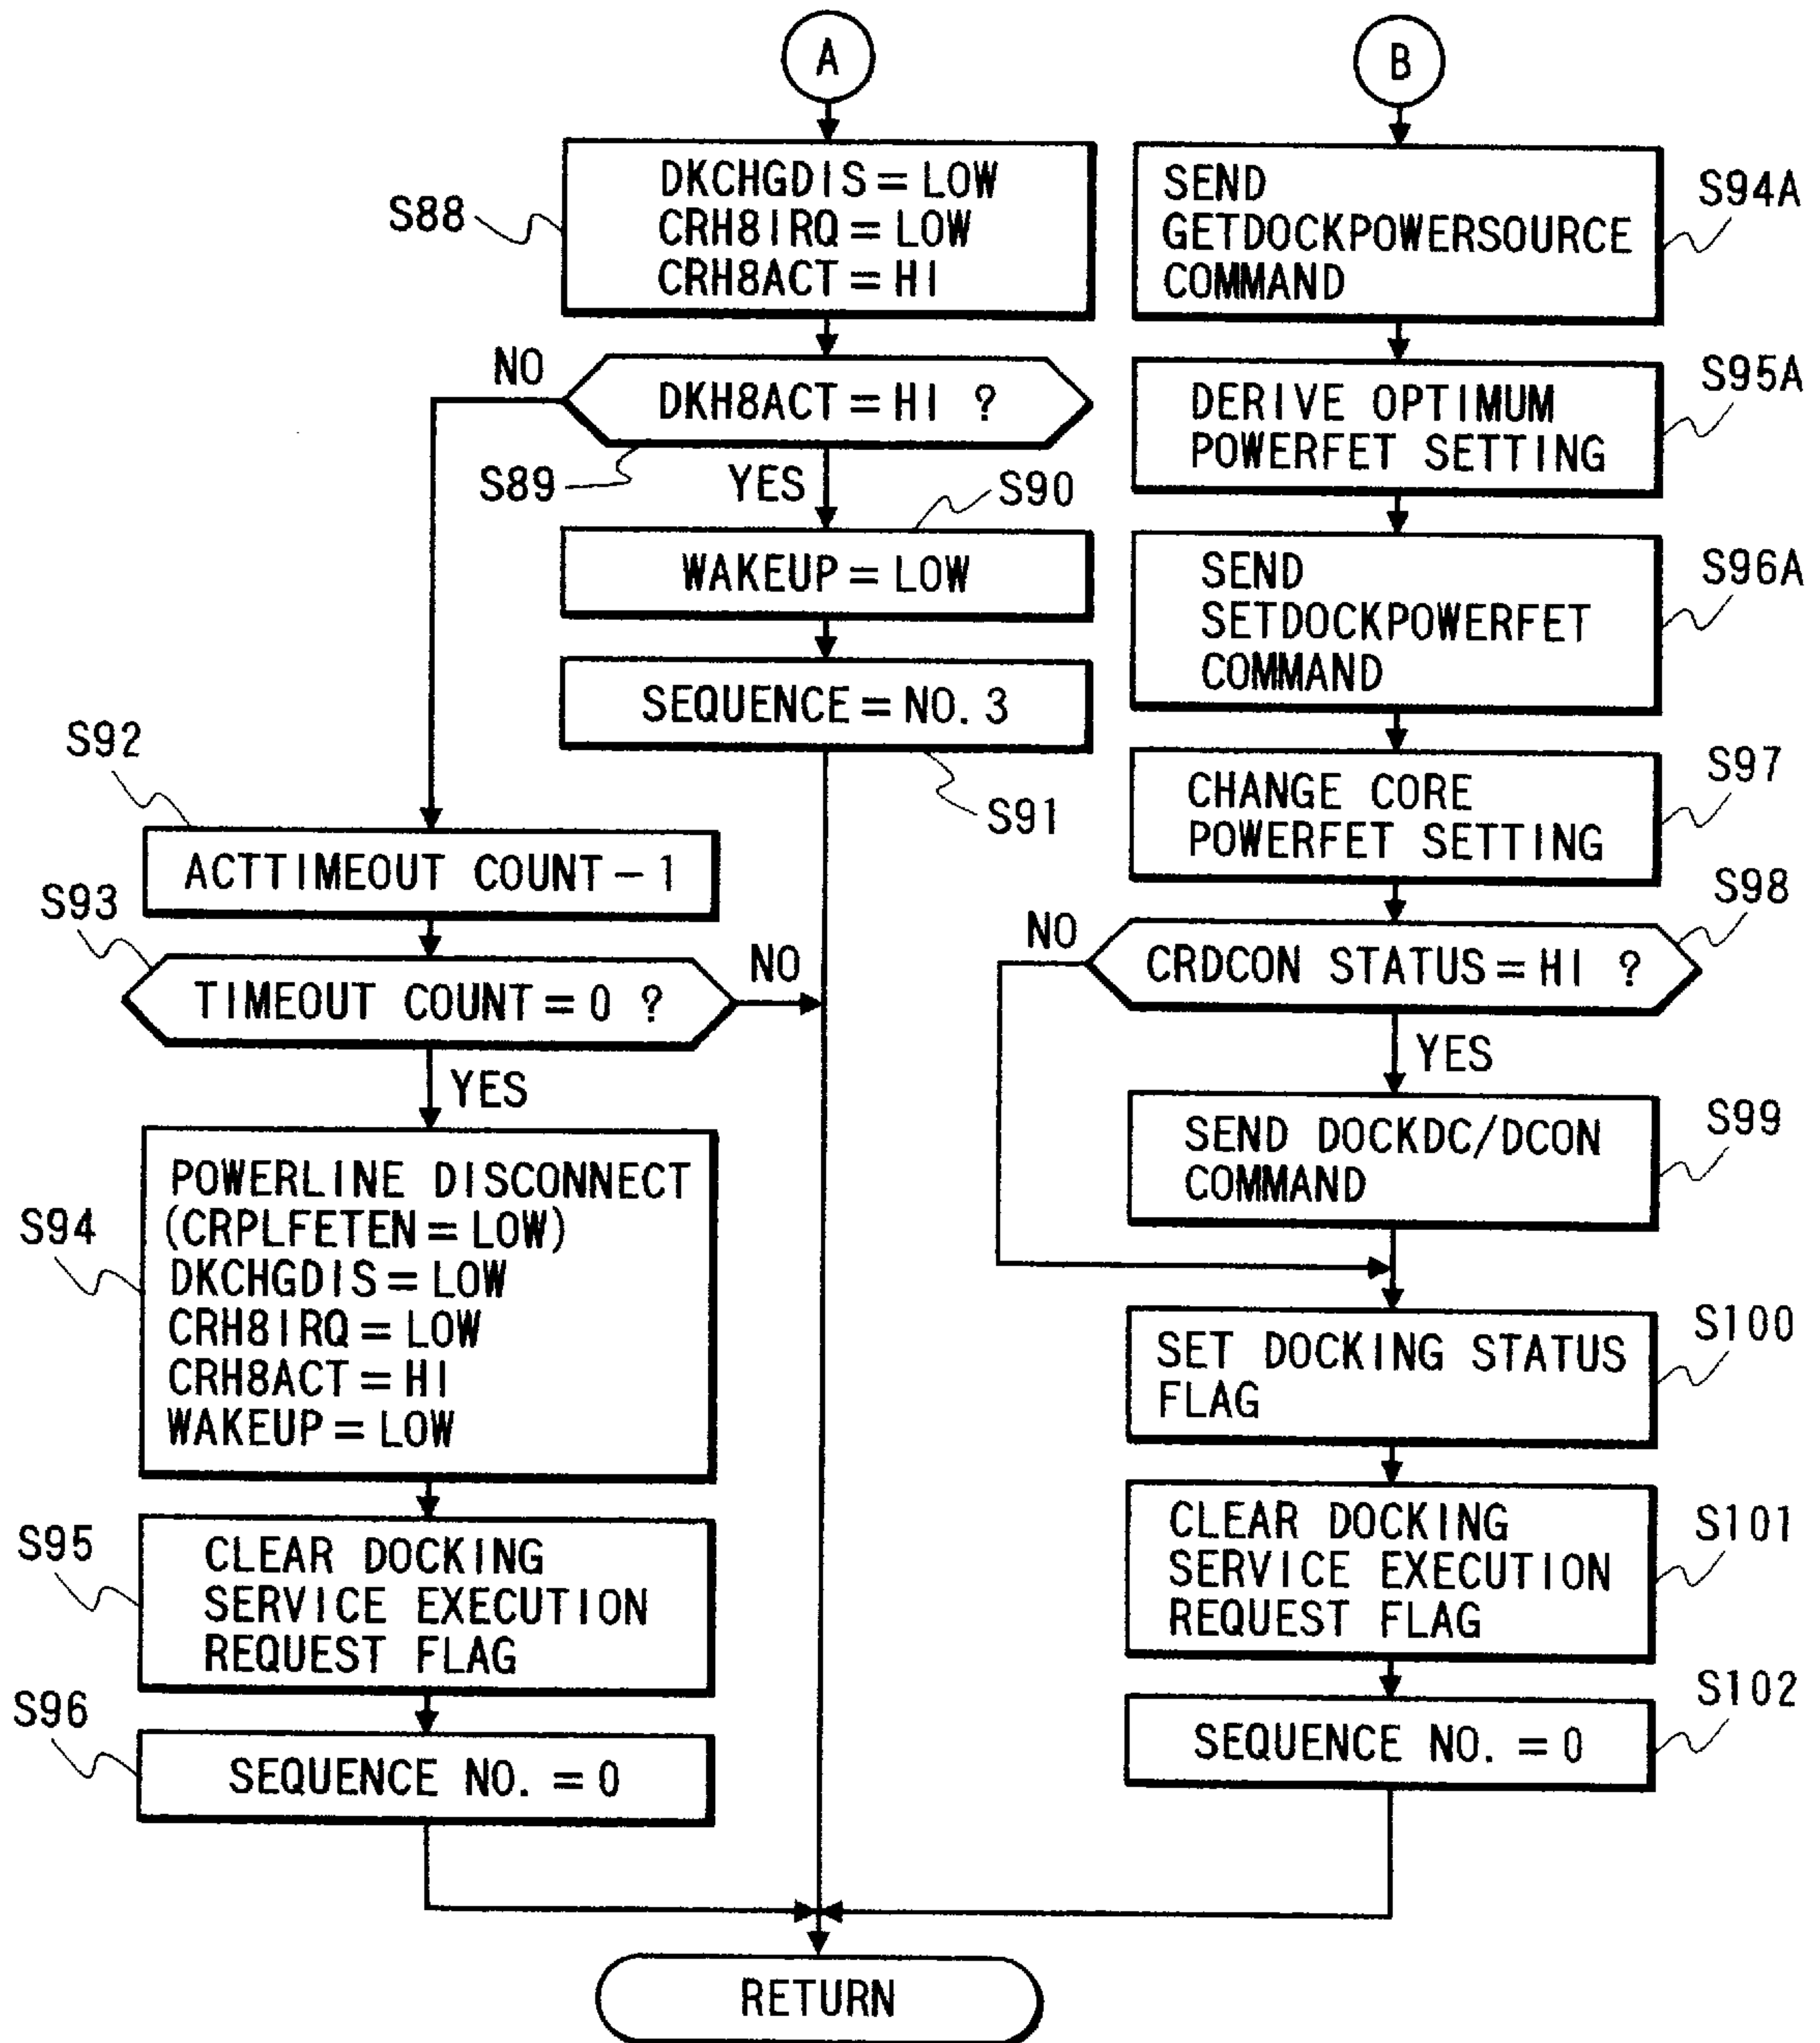 A
S88
DKCHGDIS = LOW
CRH8IRQ = LOW
CRH8ACT = HI
NO
DKH8ACT = HI ?
S89
YES
S90
WAKEUP = LOW
SEQUENCE = NO. 3
S91
S92
ACTTIMEOUT COUNT - 1
S93
TIMEOUT COUNT = 0 ?
NO
YES
S94
POWERLINE DISCONNECT
(CRPLFETEN = LOW)
DKCHGDIS = LOW
CRH8IRQ = LOW
CRH8ACT = HI
WAKEUP = LOW
S95
CLEAR DOCKING
SERVICE EXECUTION
REQUEST FLAG
S96
SEQUENCE NO. = 0
B
SEND
GETDOCKPOWERSOURCE
COMMAND
S94A
DERIVE OPTIMUM
POWERFET SETTING
S95A
SEND
SETDOCKPOWERFET
COMMAND
S96A
CHANGE CORE
POWERFET SETTING
S97
S98
NO
CRDCON STATUS = HI ?
YES
SEND DOCKDC/DCON
COMMAND
S99
SET DOCKING STATUS
FLAG
S100
CLEAR DOCKING
SERVICE EXECUTION
REQUEST FLAG
S101
SEQUENCE NO. = 0
S102
RETURN